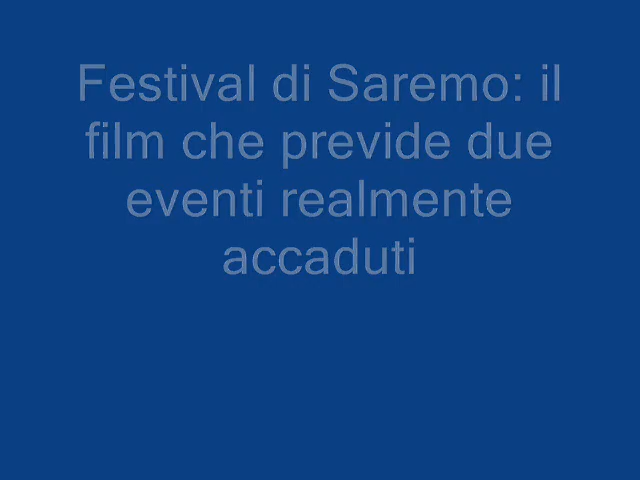 Festival di Saremo: il
film che previde due
eventi realmente
accaduti